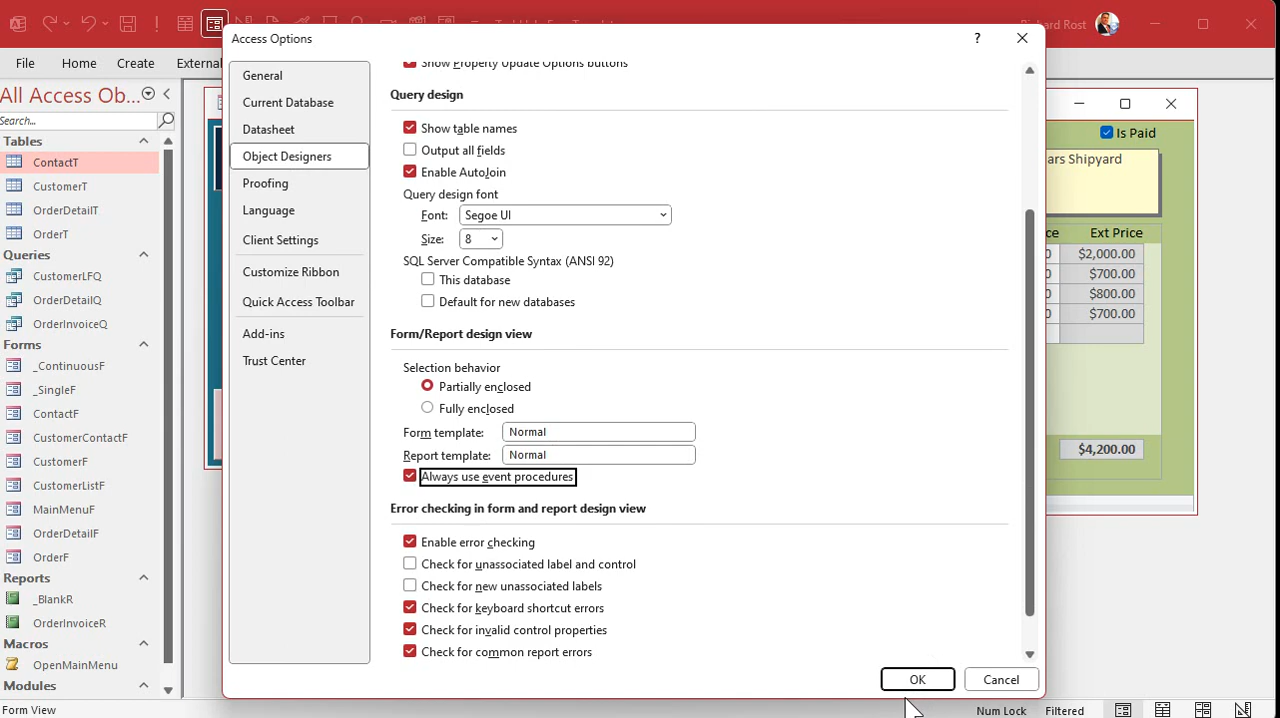 Richard Rost
Access Options
?
File
Home
Create
External
All Access Ob...
Search...
Tables
ContactT
CustomerT
OrderDetailT
OrderT
Queries
CustomerLFQ
OrderDetailQ
OrderInvoiceQ
Forms
_ContinuousF
_SingleF
ContactF
CustomerContactF
CustomerF
CustomerListF
MainMenuF
OrderDetailF
OrderF
Reports
_BlankR
OrderInvoiceR
Macros
OpenMainMenu
Modules
Form View
General
Current Database
Datasheet
Object Designers
Proofing
Language
Client Settings
Customize Ribbon
Quick Access Toolbar
Add-ins
Trust Center
Show Property Update Options buttons
Query design
Show table names
Output all fields
Enable AutoJoin
Query design font
Font: Segoe UI
Size: 8
SQL Server Compatible Syntax (ANSI 92)
This database
Default for new databases
Form/Report design view
Selection behavior
Partially enclosed
Fully enclosed
Form template: Normal
Report template: Normal
Always use event procedures
Error checking in form and report design view
Enable error checking
Check for unassociated label and control
Check for new unassociated labels
Check for keyboard shortcut errors
Check for invalid control properties
Check for common report errors
OK
Cancel
Is Paid
ars Shipyard
ce Ext Price
0 $2,000.00
0 $700.00
0 $800.00
0 $700.00
$4,200.00
Num Lock
Filtered